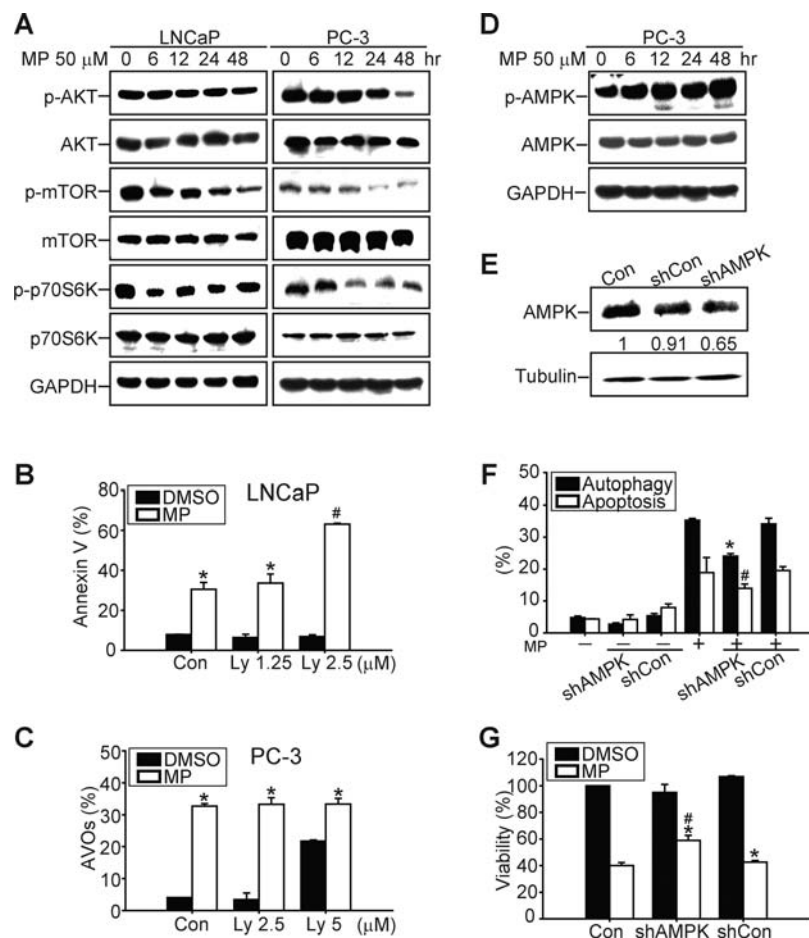 A
LNCaP PC-3
MP 50 μM 0 6 12 24 48 0 6 12 24 48 hr
p-AKT
AKT
p-mTOR
mTOR
p-p70S6K
p70S6K
GAPDH
D
PC-3
MP 50 μM 0 6 12 24 48 hr
p-AMPK
AMPK
GAPDH
E
Con shCon shAMPK
AMPK
1 0.91 0.65
Tubulin
B
LNCaP
DMSO
MP
Annexin V (%)
80
60
40
20
0
* * #
Con Ly 1.25 Ly 2.5 (μM)
C
PC-3
DMSO
MP
AVOs (%)
50
40
30
20
10
0
* * *
Con Ly 2.5 Ly 5 (μM)
F
Autophagy
Apoptosis
(%)
50
40
30
20
10
0
* #
MP − − − + + +
shAMPK shCon shAMPK shCon
G
DMSO
MP
Viability (%)
120
100
80
60
40
20
0
#
* *
Con shAMPK shCon